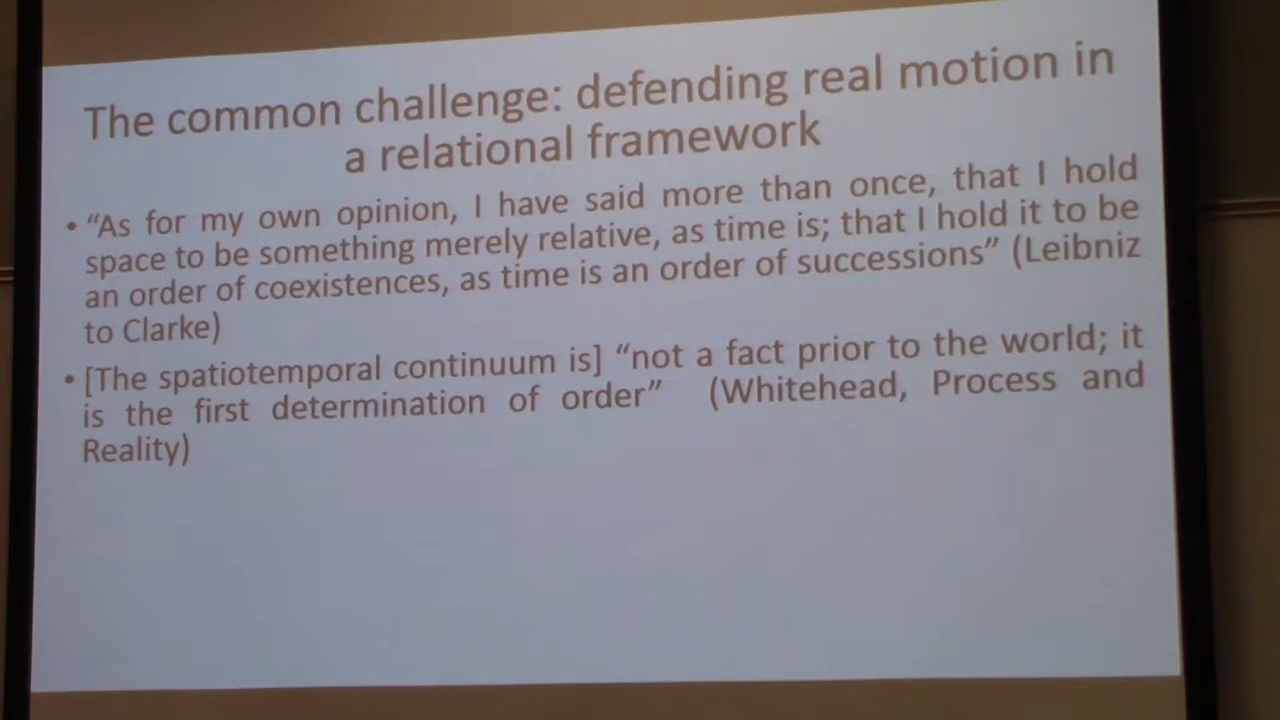 The common challenge: defending real motion in
a relational framework
• “As for my own opinion, I have said more than once, that I hold
space to be something merely relative, as time is; that I hold it to be
an order of coexistences, as time is an order of successions” (Leibniz
to Clarke)
• [The spatiotemporal continuum is] “not a fact prior to the world; it
is the first determination of order” (Whitehead, Process and
Reality)